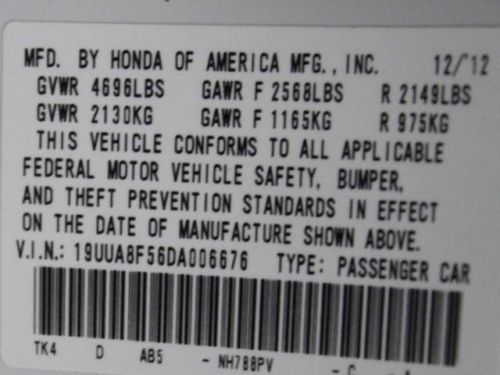 MFD. BY HONDA OF AMERICA MFG., INC. 12/12
GVWR 4696LBS GAWR F 2568LBS R 2149LBS
GVWR 2130KG GAWR F 1165KG R 975KG
THIS VEHICLE CONFORMS TO ALL APPLICABLE
FEDERAL MOTOR VEHICLE SAFETY, BUMPER,
AND THEFT PREVENTION STANDARDS IN EFFECT
ON THE DATE OF MANUFACTURE SHOWN ABOVE.
V.I.N.: 19UUA8F56DA006676 TYPE: PASSENGER CAR
TK4 D AB5 - NH788PV - C